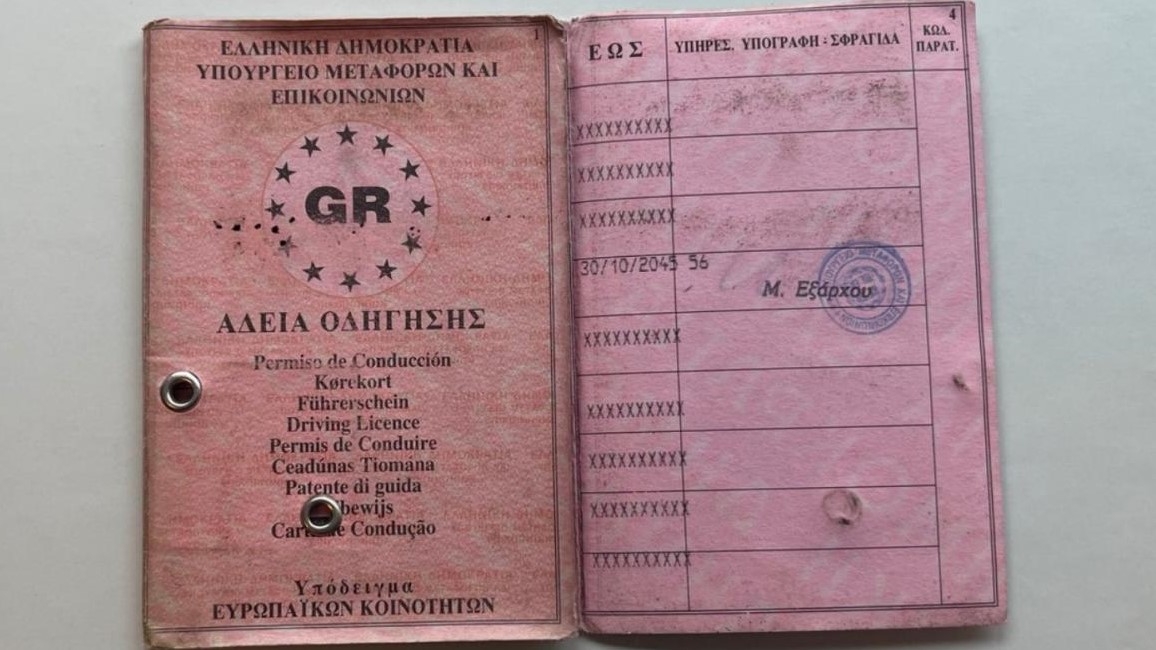 1
ΕΛΛΗΝΙΚΗ ΔΗΜΟΚΡΑΤΙΑ
ΥΠΟΥΡΓΕΙΟ ΜΕΤΑΦΟΡΩΝ ΚΑΙ
ΕΠΙΚΟΙΝΩΝΙΩΝ
GR
ΑΔΕΙΑ ΟΔΗΓΗΣΗΣ
Permiso de Conducción
Kørekort
Führerschein
Driving Licence
Permis de Conduire
Ceadúnas Tiomána
Patente di guida
bewijs
de Condução
Υπόδειγμα
ΕΥΡΩΠΑΪΚΩΝ ΚΟΙΝΟΤΗΤΩΝ
4
ΕΩΣ ΥΠΗΡΕΣ. ΥΠΟΓΡΑΦΗ - ΣΦΡΑΓΙΔΑ ΚΩΔ.
ΠΑΡΑΤ.
XXXXXXXXXX
XXXXXXXXXX
XXXXXXXXXX
30/10/2045 56
Μ. Εξάρχου
XXXXXXXXXX
XXXXXXXXXX
XXXXXXXXXX
XXXXXXXXXX
XXXXXXXXXX